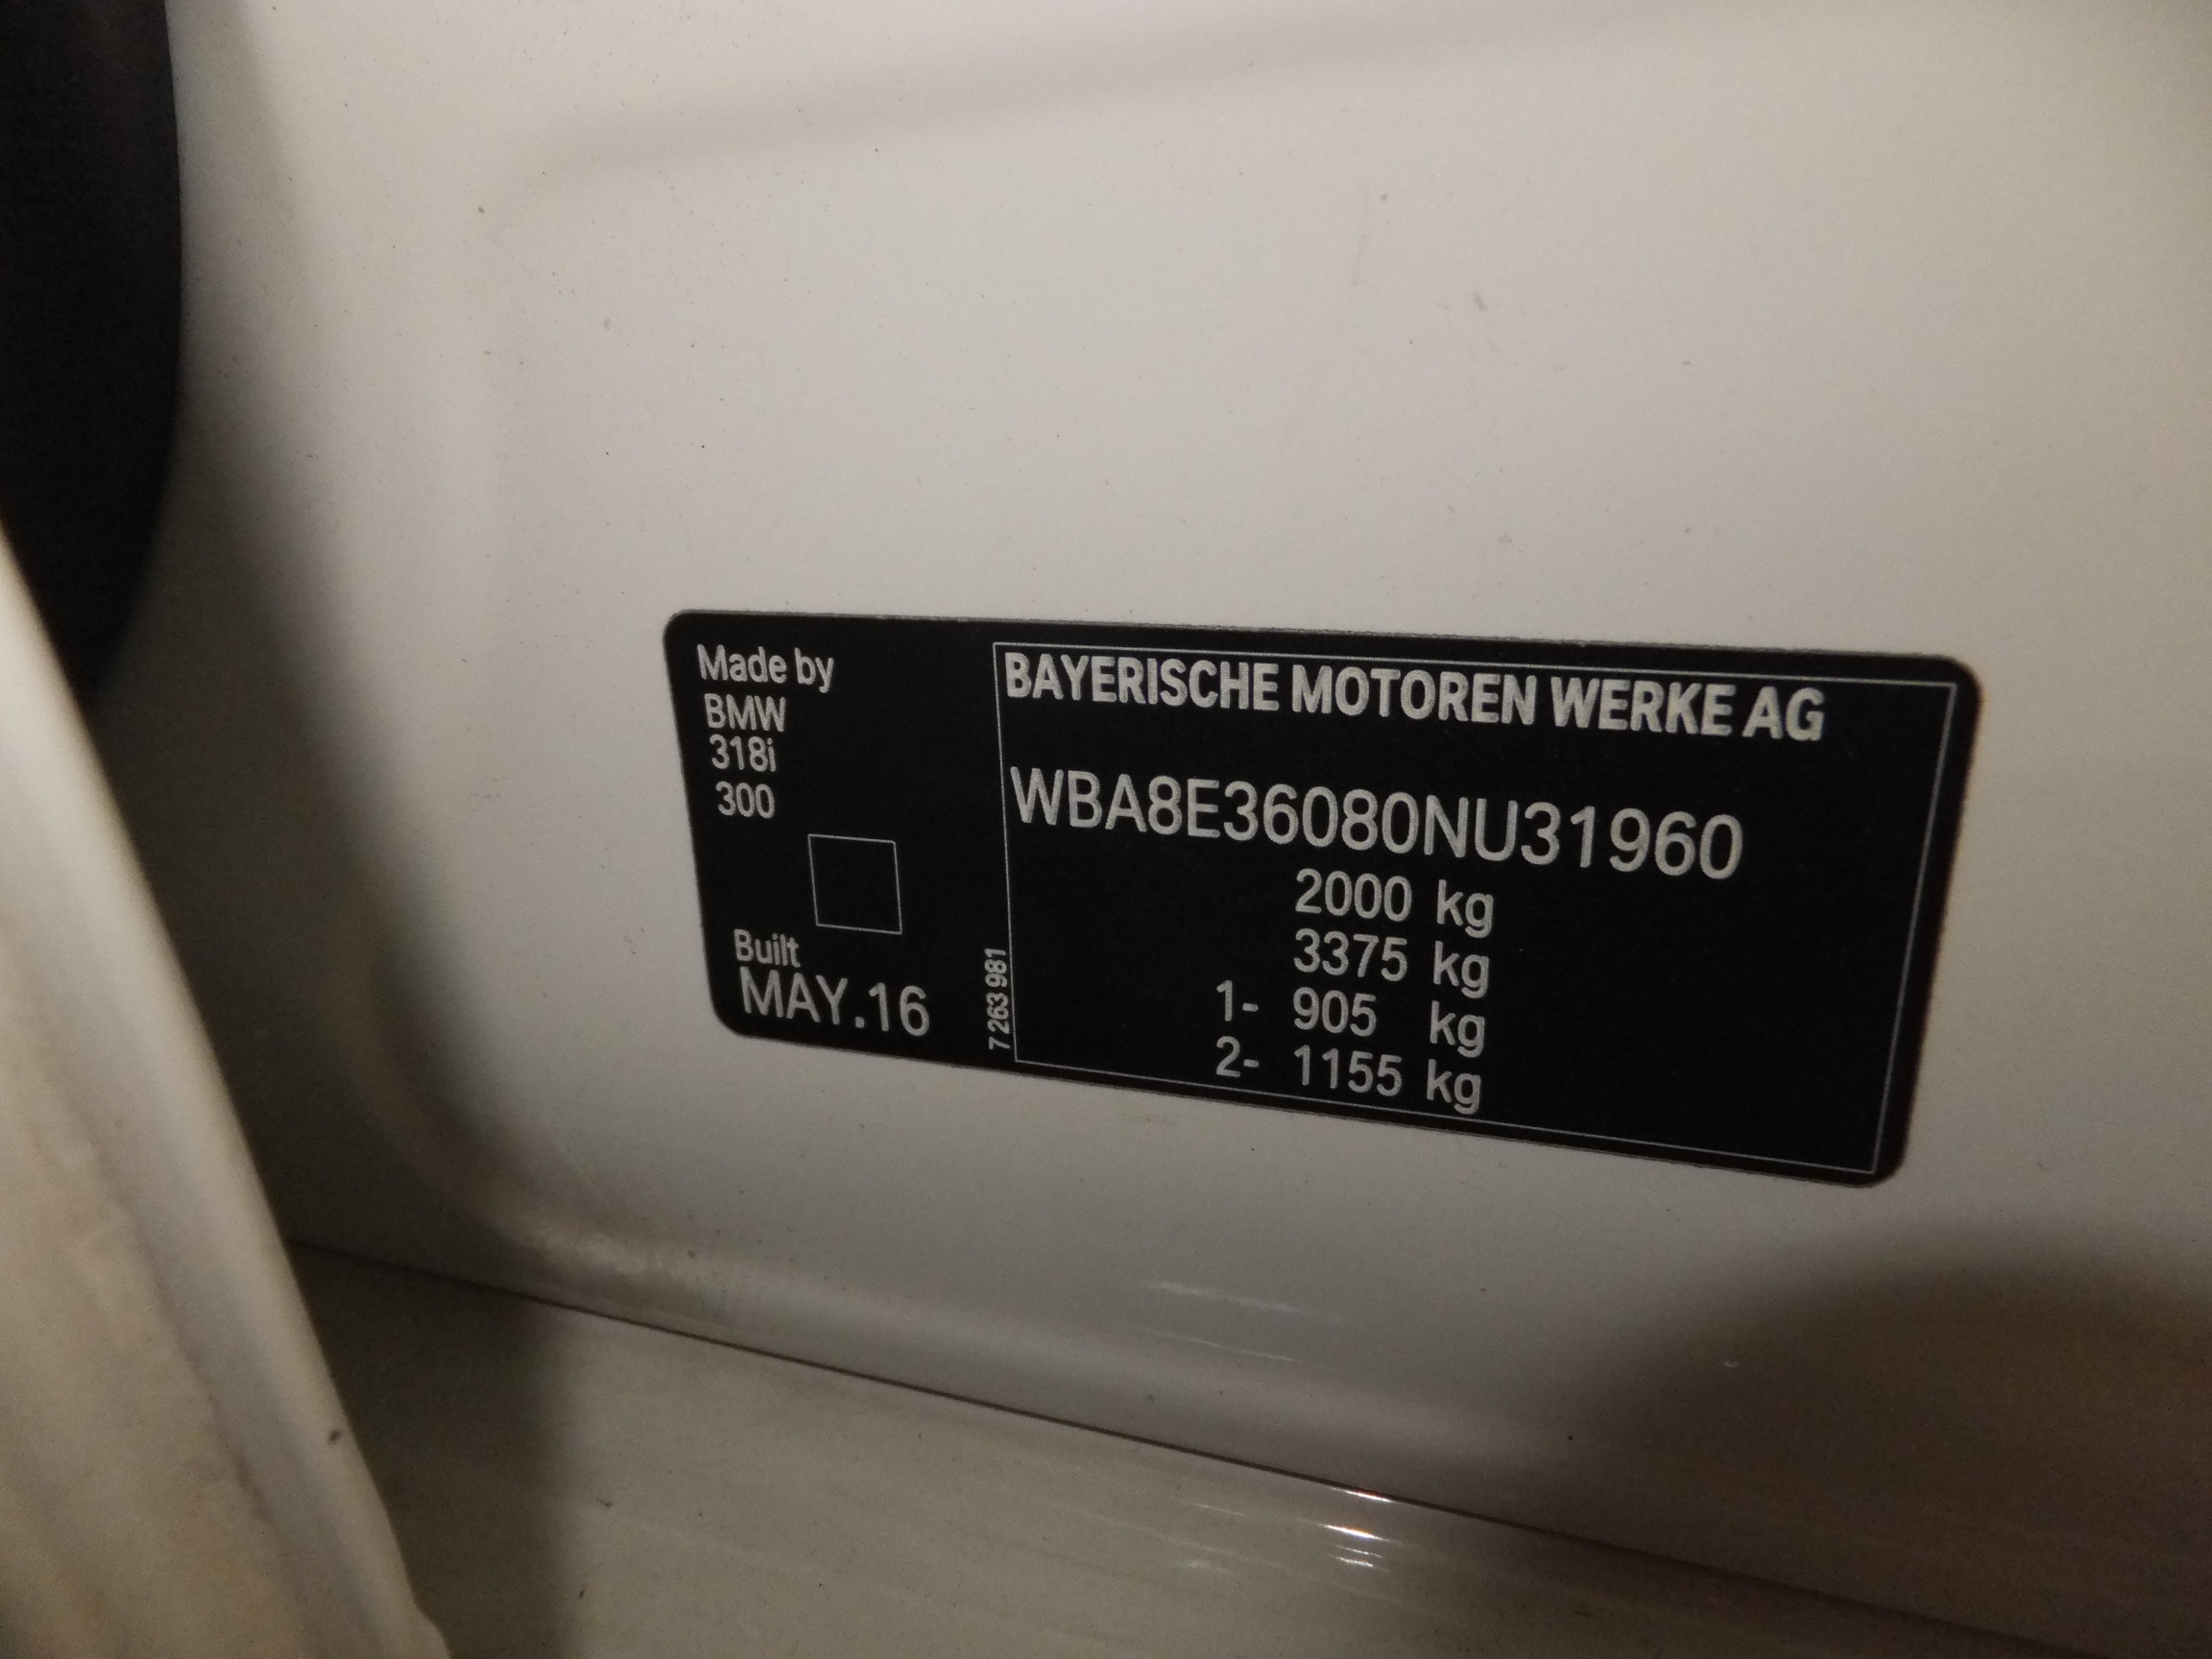 Made by
BMW
318i
300
Built
MAY.16
7 263 981
BAYERISCHE MOTOREN WERKE AG
WBA8E36080NU31960
2000 kg
3375 kg
1- 905 kg
2- 1155 kg